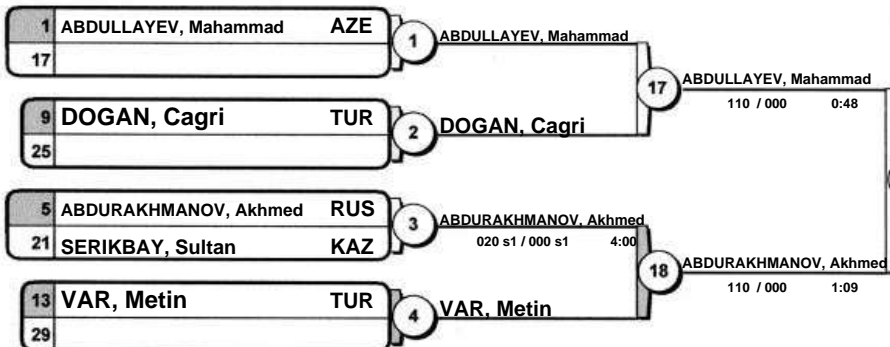 1 ABDULLAYEV, Mahammad AZE
17
1
ABDULLAYEV, Mahammad
9 DOGAN, Cagri TUR
25
2
DOGAN, Cagri
17
ABDULLAYEV, Mahammad
110 / 000 0:48
5 ABDURAKHMANOV, Akhmed RUS
21 SERIKBAY, Sultan KAZ
3
ABDURAKHMANOV, Akhmed
020 s1 / 000 s1 4:00
13 VAR, Metin TUR
29
4
VAR, Metin
18
ABDURAKHMANOV, Akhmed
110 / 000 1:09